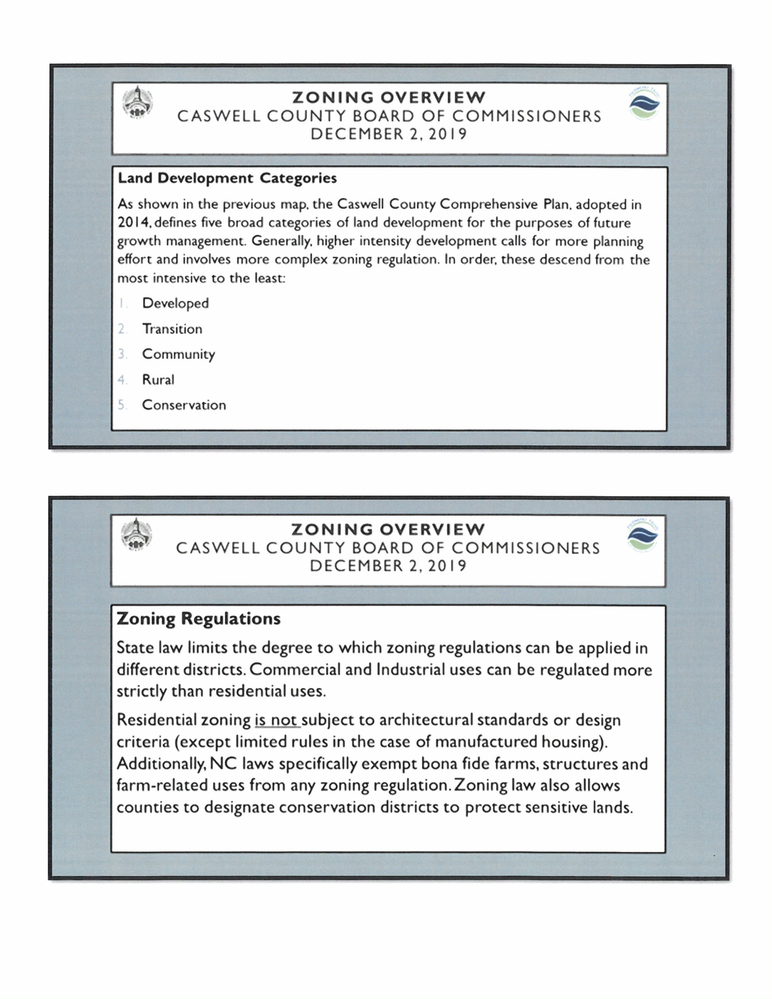 ZONING OVERVIEW
CASWELL COUNTY BOARD OF COMMISSIONERS
DECEMBER 2, 2019
Land Development Categories
As shown in the previous map, the Caswell County Comprehensive Plan, adopted in
2014, defines five broad categories of land development for the purposes of future
growth management. Generally, higher intensity development calls for more planning
effort and involves more complex zoning regulation. In order, these descend from the
most intensive to the least:
1. Developed
2. Transition
3. Community
4. Rural
5. Conservation
ZONING OVERVIEW
CASWELL COUNTY BOARD OF COMMISSIONERS
DECEMBER 2, 2019
Zoning Regulations
State law limits the degree to which zoning regulations can be applied in
different districts. Commercial and Industrial uses can be regulated more
strictly than residential uses.
Residential zoning is not subject to architectural standards or design
criteria (except limited rules in the case of manufactured housing).
Additionally, NC laws specifically exempt bona fide farms, structures and
farm-related uses from any zoning regulation. Zoning law also allows
counties to designate conservation districts to protect sensitive lands.